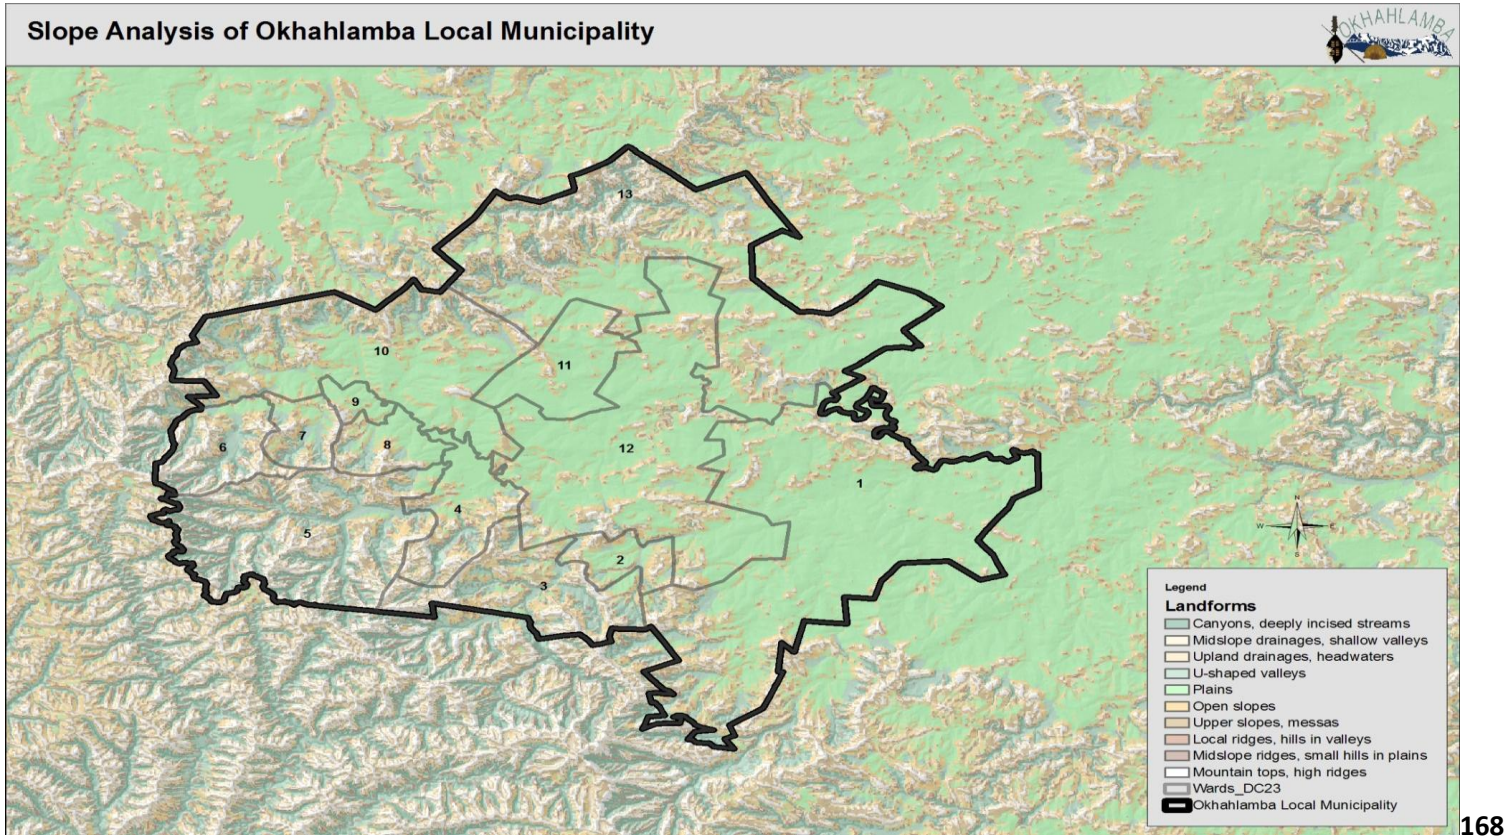 Slope Analysis of Okhahlamba Local Municipality
OKHAHLAMBA
13
10
11
9
7
8
6
12
1
4
5
2
3
N
W E
S
Legend
Landforms
Canyons, deeply incised streams
Midslope drainages, shallow valleys
Upland drainages, headwaters
U-shaped valleys
Plains
Open slopes
Upper slopes, messas
Local ridges, hills in valleys
Midslope ridges, small hills in plains
Mountain tops, high ridges
Wards_DC23
Okhahlamba Local Municipality
168